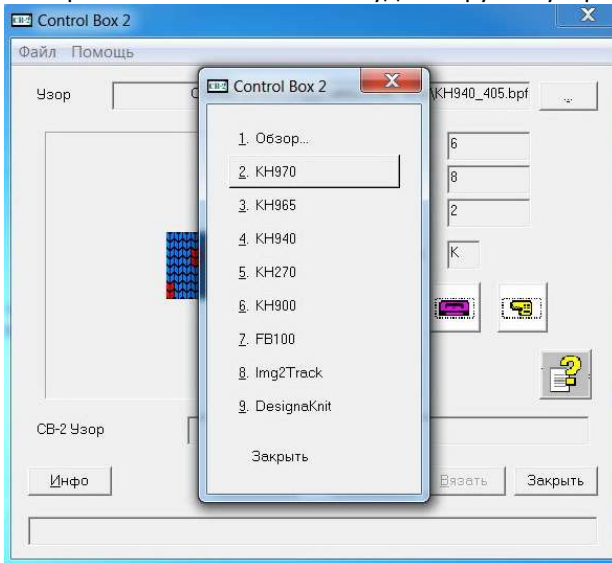 Control Box 2
X
Файл Помощь
Узор
\KH940_405.bpf
...
Control Box 2
X
1. Обзор...
2. KH970
3. KH965
4. KH940
5. KH270
6. KH900
7. FB100
8. Img2Track
9. DesignaKnit
Закрыть
6
8
2
K
СВ-2 Узор
Инфо
Вязать
Закрыть